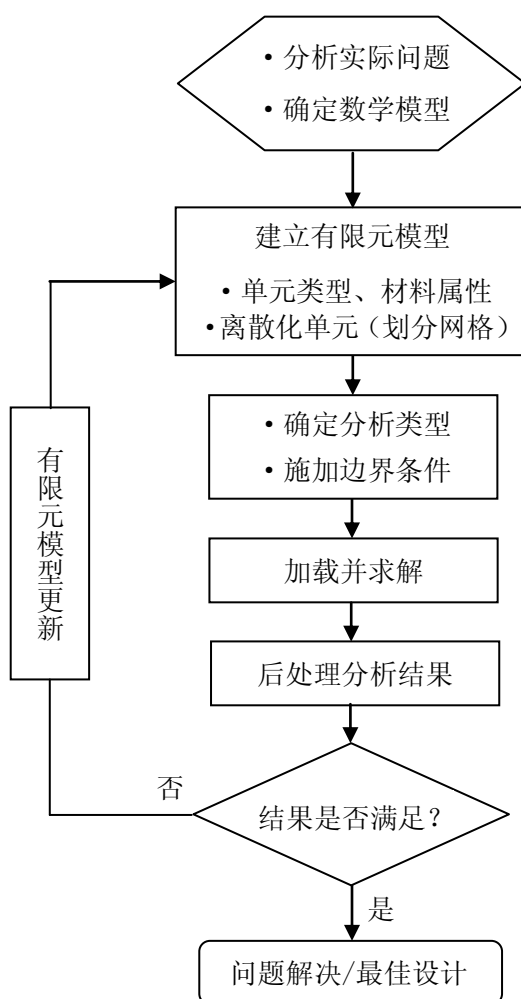 ·分析实际问题
·确定数学模型
建立有限元模型
·单元类型、材料属性
·离散化单元（划分网格）
·确定分析类型
·施加边界条件
加载并求解
后处理分析结果
有限元模型更新
否
结果是否满足？
是
问题解决/最佳设计